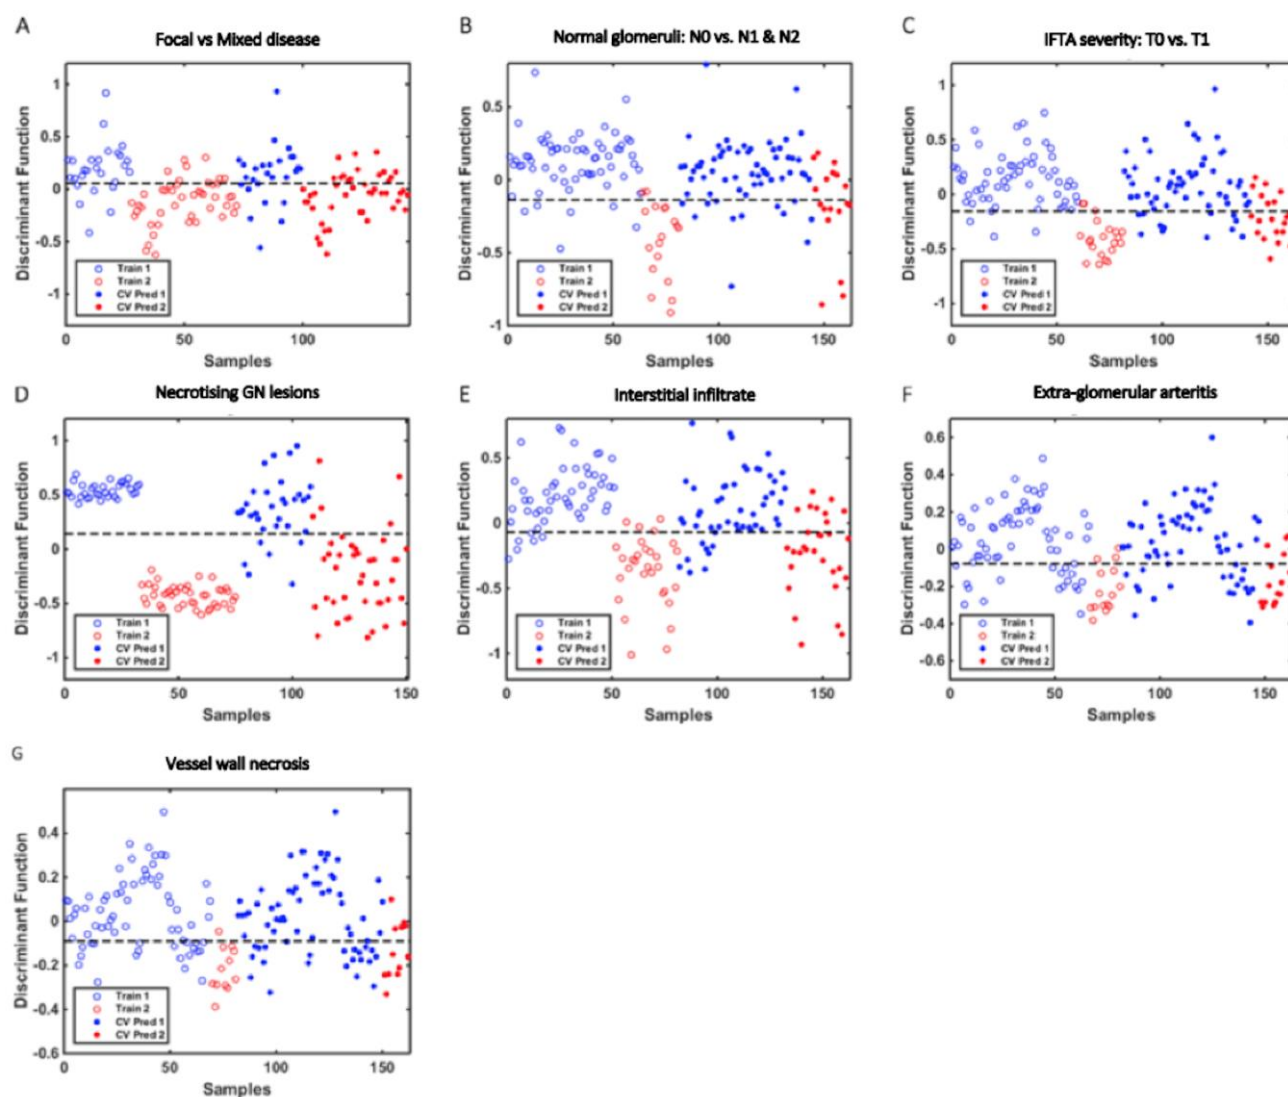 A
Focal vs Mixed disease
1
0.5
0
-0.5
-1
Discriminant Function
Train 1
Train 2
CV Pred 1
CV Pred 2
0
50
100
Samples
B
Normal glomeruli: N0 vs. N1 & N2
0.5
0
-0.5
-1
Discriminant Function
Train 1
Train 2
CV Pred 1
CV Pred 2
0
50
100
150
Samples
C
IFTA severity: T0 vs. T1
1
0.5
0
-0.5
-1
Discriminant Function
Train 1
Train 2
CV Pred 1
CV Pred 2
0
50
100
150
Samples
D
Necrotising GN lesions
1
0.5
0
-0.5
-1
Discriminant Function
Train 1
Train 2
CV Pred 1
CV Pred 2
0
50
100
150
Samples
E
Interstitial infiltrate
0.5
0
-0.5
-1
Discriminant Function
Train 1
Train 2
CV Pred 1
CV Pred 2
0
50
100
150
Samples
F
Extra-glomerular arteritis
0.6
0.4
0.2
0
-0.2
-0.4
-0.6
Discriminant Function
Train 1
Train 2
CV Pred 1
CV Pred 2
0
50
100
150
Samples
G
Vessel wall necrosis
0.4
0.2
0
-0.2
-0.4
-0.6
Discriminant Function
Train 1
Train 2
CV Pred 1
CV Pred 2
0
50
100
150
Samples